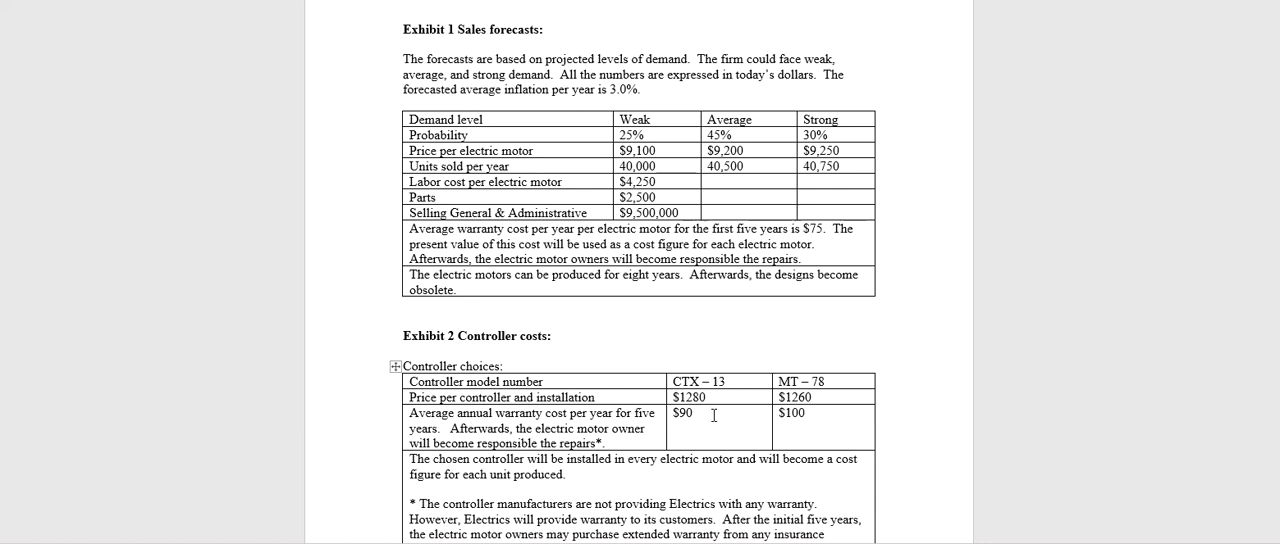 Exhibit 1 Sales forecasts:
The forecasts are based on projected levels of demand.  The firm could face weak,
average, and strong demand.  All the numbers are expressed in today's dollars.  The
forecasted average inflation per year is 3.0%.
Demand level Weak Average Strong
Probability 25% 45% 30%
Price per electric motor $9,100 $9,200 $9,250
Units sold per year 40,000 40,500 40,750
Labor cost per electric motor $4,250
Parts $2,500
Selling General & Administrative $9,500,000
Average warranty cost per year per electric motor for the first five years is $75.  The
present value of this cost will be used as a cost figure for each electric motor.
Afterwards, the electric motor owners will become responsible the repairs.
The electric motors can be produced for eight years.  Afterwards, the designs become
obsolete.
Exhibit 2 Controller costs:
Controller choices:
Controller model number CTX – 13 MT – 78
Price per controller and installation $1280 $1260
Average annual warranty cost per year for five $90 $100
years.  Afterwards, the electric motor owner
will become responsible the repairs*.
The chosen controller will be installed in every electric motor and will become a cost
figure for each unit produced.
* The controller manufacturers are not providing Electrics with any warranty.
However, Electrics will provide warranty to its customers.  After the initial five years,
the electric motor owners may purchase extended warranty from any insurance